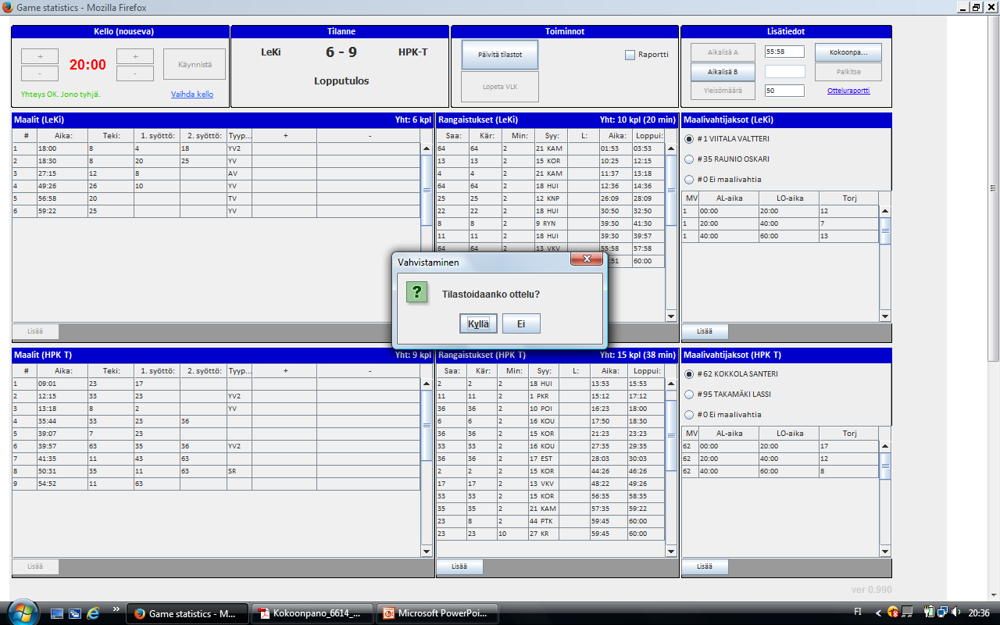 Game statistics - Mozilla Firefox
Kello (nouseva)
+ 20:00 + Käynnistä
- -
Yhteys OK. Jono tyhjä. Vaihda kello
Tilanne
LeKi 6 - 9 HPK-T
Lopputulos
Toiminnot
Päivitä tilastot Raportti
Lopeta VLK
Lisätiedot
Aikalisä A 55:58 Kokoonpa...
Aikalisä B Palkitse
Yleisömäärä 50 Otteluraportti
Maalit (LeKi) Yht: 6 kpl
# Aika: Teki: 1. syöttö: 2. syöttö: Tyyp... + -
1 18:00 8 4 18 YV2
2 18:30 8 20 25 YV
3 27:15 12 8 AV
4 49:26 26 10 YV
5 56:58 20 TV
6 59:22 25 YV
Lisää
Rangaistukset (LeKi) Yht: 10 kpl (20 min)
Saa: Kär: Min: Syy: L: Aika: Loppui:
64 64 2 21 KAM 01:53 03:53
13 13 2 15 KOR 10:25 12:15
4 4 2 21 KAM 11:37 13:18
64 64 2 18 HUI 12:36 14:36
25 25 2 12 KNP 26:09 28:09
22 22 2 18 HUI 30:50 32:50
8 8 2 9 RYN 39:30 41:30
11 11 2 18 HUI 39:30 39:57
64 64 2 13 VKV 55:58 57:58
:51 60:00
Maalivahtijaksot (LeKi)
# 1 VIITALA VALTTERI
# 35 RAUNIO OSKARI
# 0 Ei maalivahtia
MV AL-aika LO-aika Torj
1 00:00 20:00 12
1 20:00 40:00 7
1 40:00 60:00 13
Lisää
Vahvistaminen
? Tilastoidaanko ottelu?
Kyllä Ei
Maalit (HPK T) Yht: 9 kpl
# Aika: Teki: 1. syöttö: 2. syöttö: Tyyp... + -
1 09:01 23 17
2 12:15 33 23 YV2
3 13:18 8 2 YV
4 35:44 33 23 36
5 39:07 7 23
6 39:57 63 35 36 YV2
7 41:35 11 43 63
8 50:31 35 11 63 SR
9 54:52 11 63
Lisää
Rangaistukset (HPK T) Yht: 15 kpl (38 min)
Saa: Kär: Min: Syy: L: Aika: Loppui:
2 2 2 18 HUI 13:53 15:53
11 11 2 1 PKR 15:12 17:12
36 36 2 10 POI 16:23 18:00
6 6 2 16 KOU 17:50 18:30
36 36 2 15 KOR 21:23 23:23
33 33 2 16 KOU 27:35 29:35
36 36 2 17 EST 28:03 30:03
2 2 2 15 KOR 44:26 46:26
17 17 2 13 VKV 48:22 49:26
33 33 2 15 KOR 56:35 58:35
35 35 2 21 KAM 57:35 59:22
23 8 2 44 PTK 59:45 60:00
23 23 10 27 KR 59:45 60:00
Lisää
Maalivahtijaksot (HPK T)
# 62 KOKKOLA SANTERI
# 95 TAKAMÄKI LASSI
# 0 Ei maalivahtia
MV AL-aika LO-aika Torj
62 00:00 20:00 17
62 20:00 40:00 12
62 40:00 60:00 8
Lisää
ver 0.990
Game statistics - M... Kokoonpano_6614_... Microsoft PowerPoi... FI 20:36